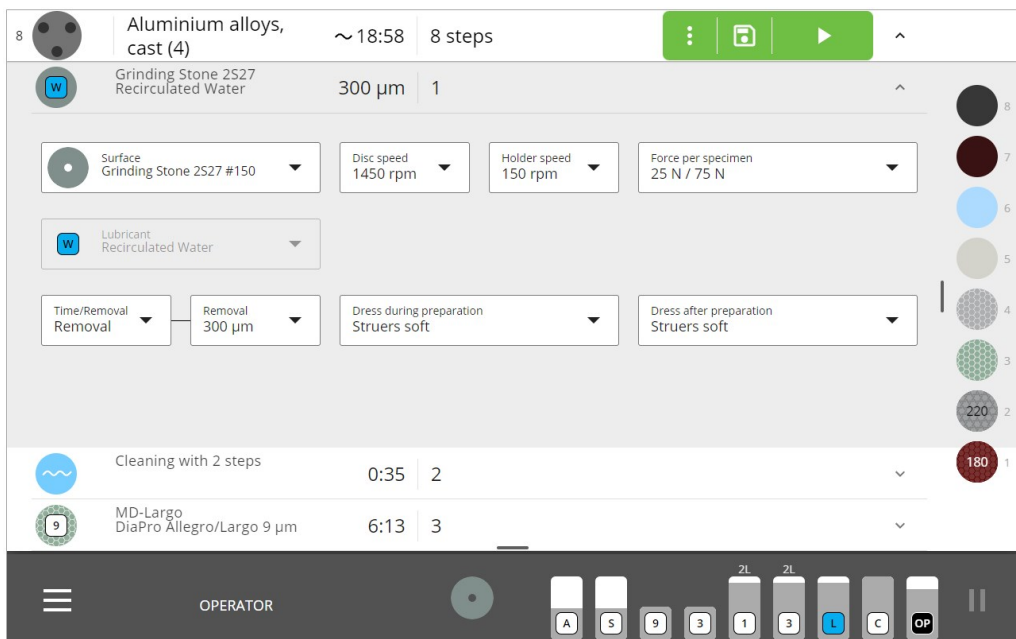 8
Aluminium alloys,
cast (4)
~ 18:58
8 steps
W
Grinding Stone 2S27
Recirculated Water
300 µm
1
Surface
Grinding Stone 2S27 #150
Disc speed
1450 rpm
Holder speed
150 rpm
Force per specimen
25 N / 75 N
W
Lubricant
Recirculated Water
Time/Removal
Removal
Removal
300 µm
Dress during preparation
Struers soft
Dress after preparation
Struers soft
8
7
6
5
4
3
220 2
180 1
Cleaning with 2 steps
0:35
2
9
MD-Largo
DiaPro Allegro/Largo 9 µm
6:13
3
OPERATOR
2L 2L
A S 9 3 1 3 L C OP